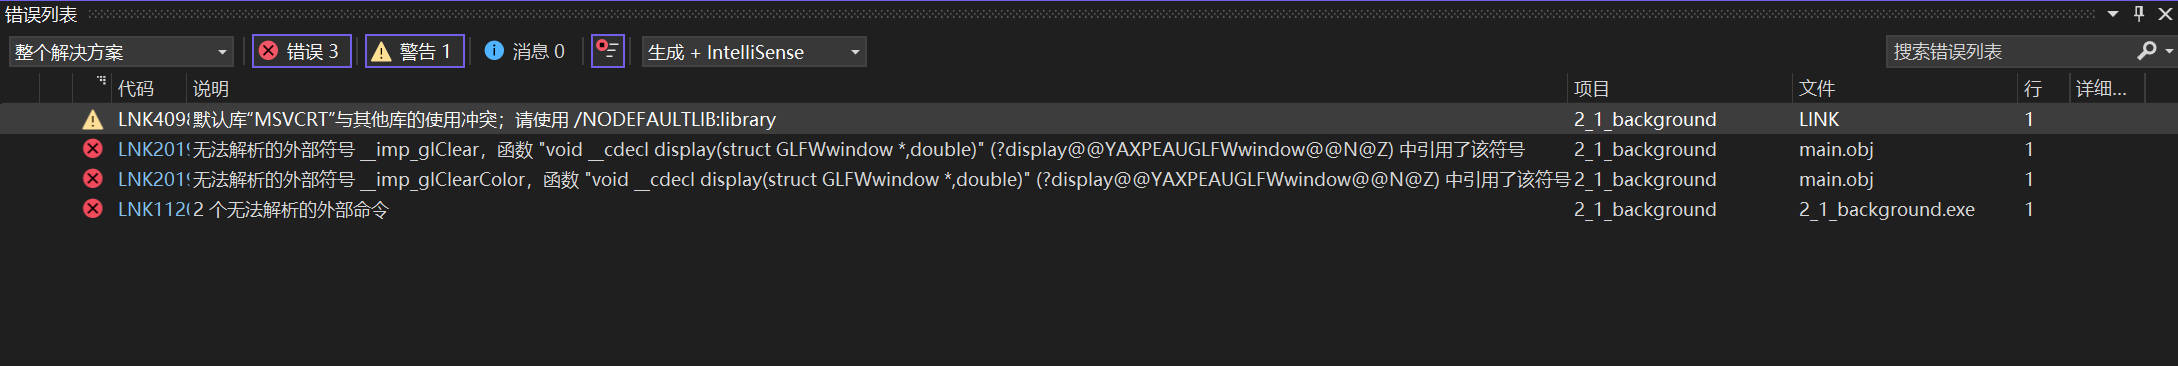 错误列表
整个解决方案 错误 3 警告 1 消息 0 生成 + IntelliSense 搜索错误列表
代码 说明 项目 文件 行 详细...
LNK4098 默认库“MSVCRT”与其他库的使用冲突；请使用 /NODEFAULTLIB:library 2_1_background LINK 1
LNK2019 无法解析的外部符号 __imp_glClear，函数 "void __cdecl display(struct GLFWwindow *,double)" (?display@@YAXPEAUGLFWwindow@@N@Z) 中引用了该符号 2_1_background main.obj 1
LNK2019 无法解析的外部符号 __imp_glClearColor，函数 "void __cdecl display(struct GLFWwindow *,double)" (?display@@YAXPEAUGLFWwindow@@N@Z) 中引用了该符号 2_1_background main.obj 1
LNK112 2 个无法解析的外部命令 2_1_background 2_1_background.exe 1